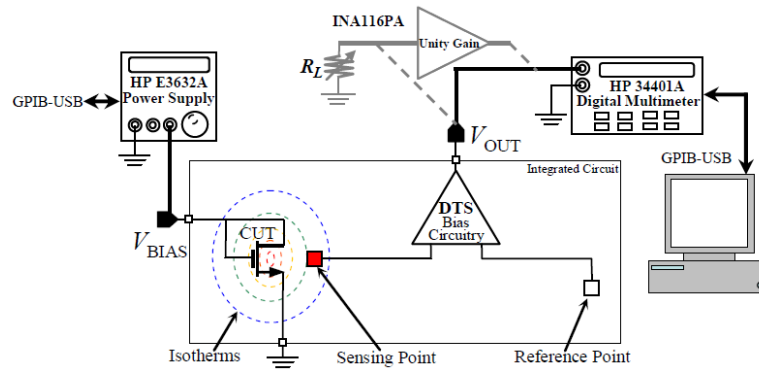 INA116PA
Unity Gain
R_L
HP E3632A
Power Supply
GPIB-USB
HP 34401A
Digital Multimeter
V_OUT
GPIB-USB
Integrated Circuit
DTS
Bias
Circuitry
CUT
V_BIAS
Isotherms
Sensing Point
Reference Point